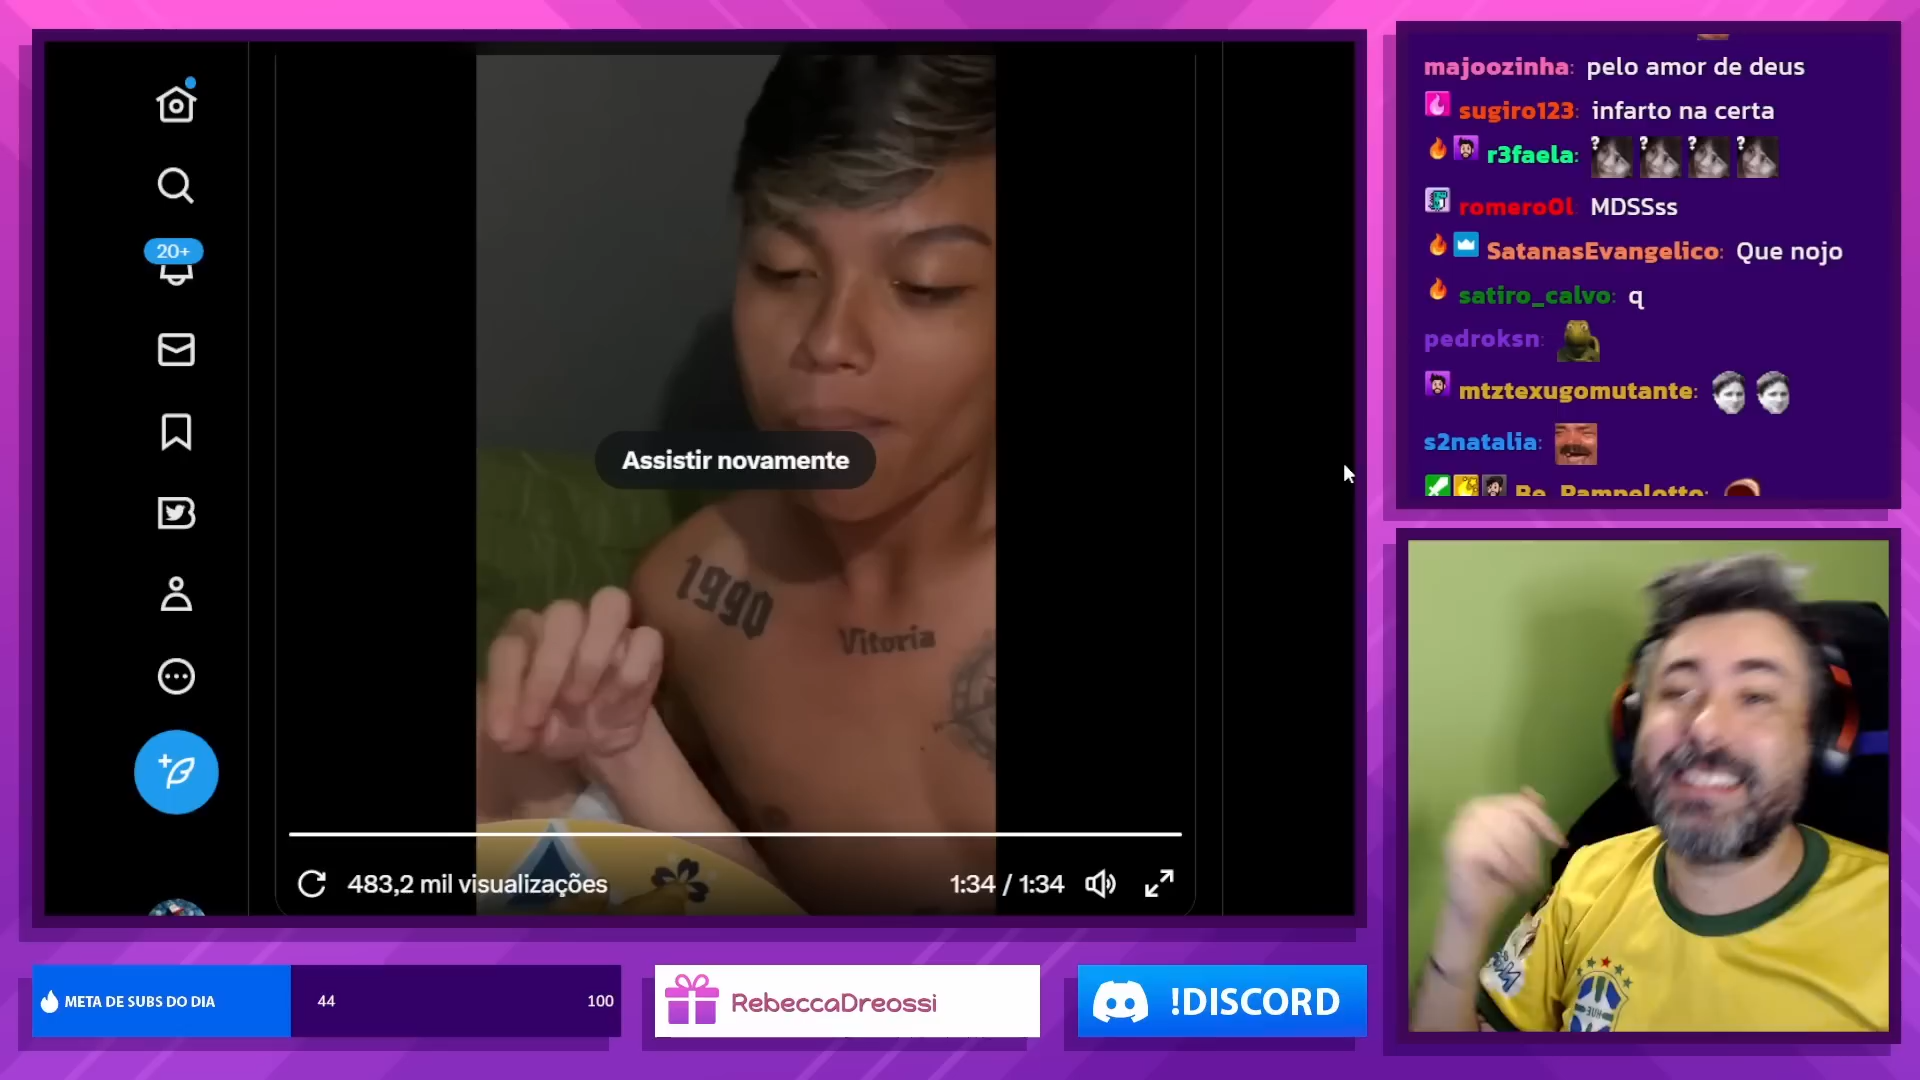 20+
1990
Vitoria
Assistir novamente
483,2 mil visualizações
1:34 / 1:34
majoozinha: pelo amor de deus
sugiro123: infarto na certa
r3faela:
romero0l: MDSSss
SatanasEvangelico: Que nojo
satiro_calvo: q
pedroksn:
mtztexugomutante:
s2natalia:
Be_Pampelotto:
META DE SUBS DO DIA
44
100
RebeccaDreossi
!DISCORD